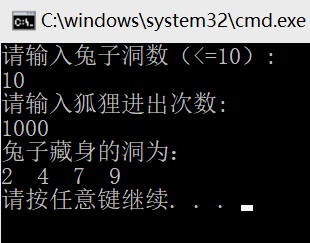 C:\windows\system32\cmd.exe
请输入兔子洞数（<=10）:
10
请输入狐狸进出次数:
1000
兔子藏身的洞为:
2 4 7 9
请按任意键继续. . .